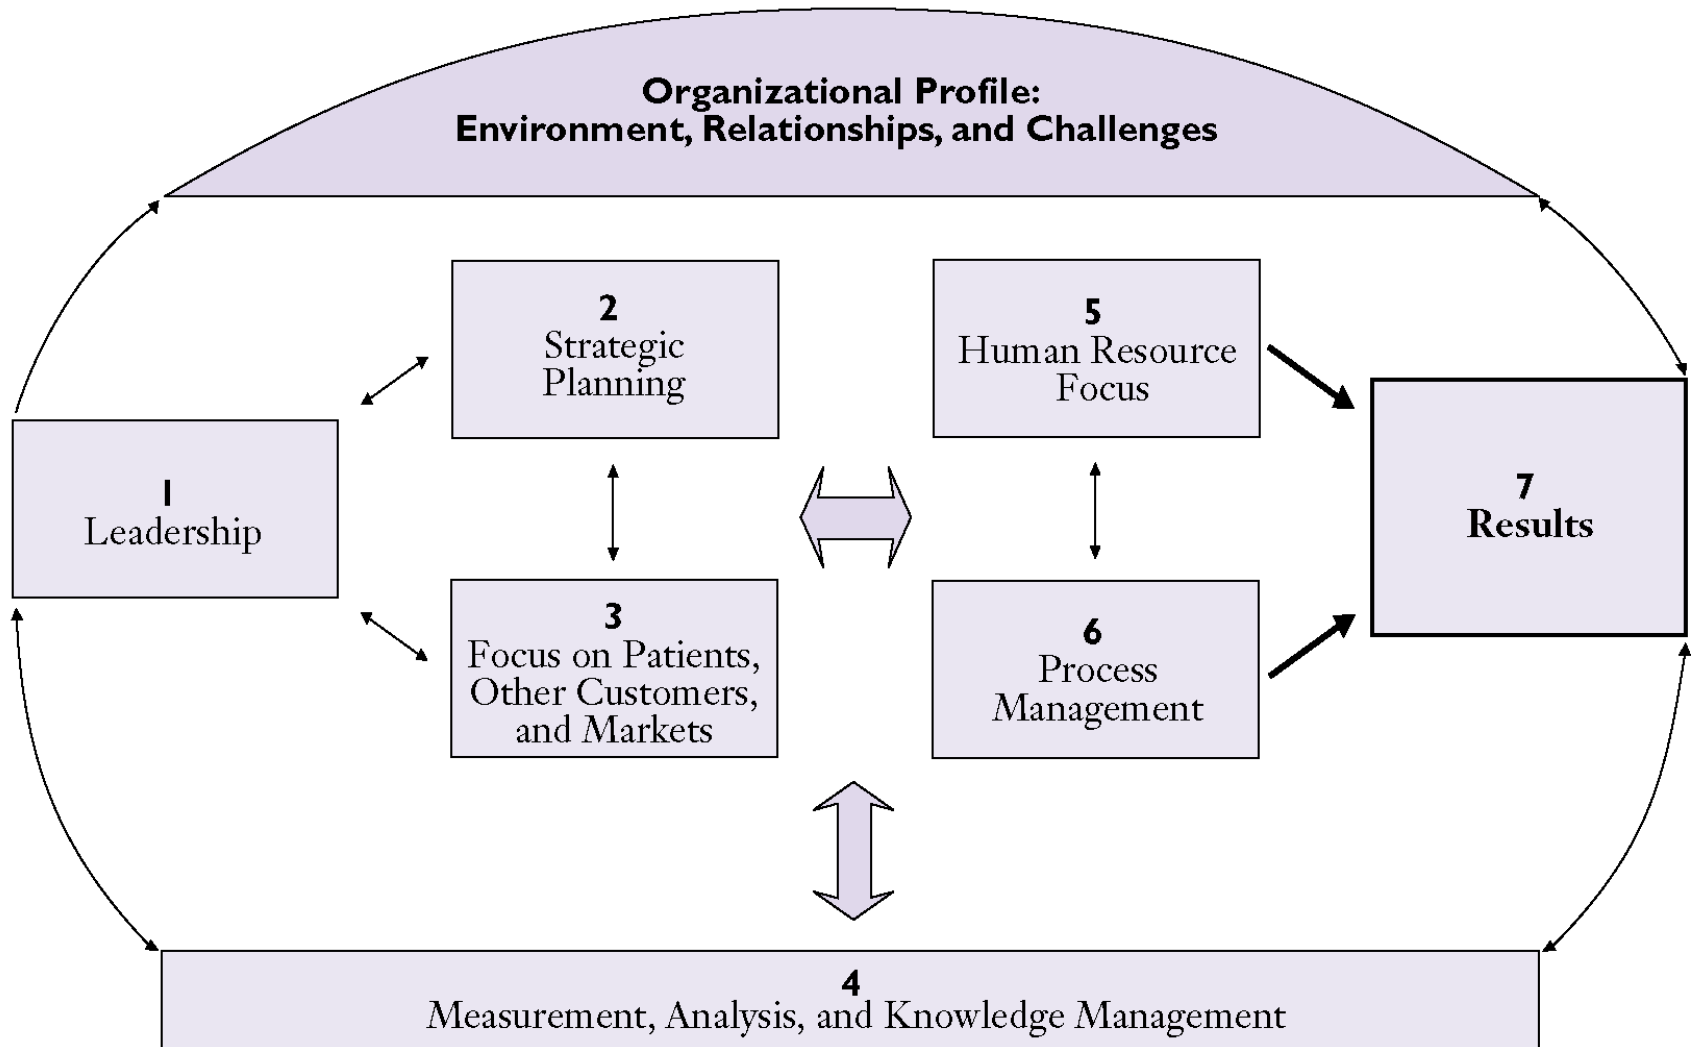 Organizational Profile:
Environment, Relationships, and Challenges
2
Strategic
Planning
5
Human Resource
Focus
1
Leadership
7
Results
3
Focus on Patients,
Other Customers,
and Markets
6
Process
Management
4
Measurement, Analysis, and Knowledge Management